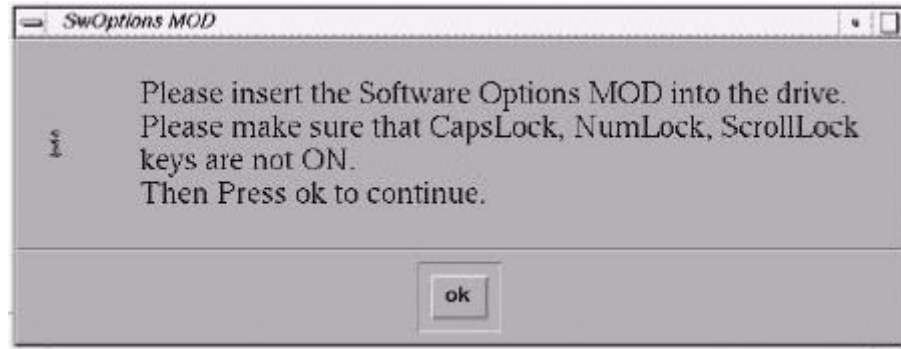 SwOptions MOD
Please insert the Software Options MOD into the drive.
Please make sure that CapsLock, NumLock, ScrollLock
keys are not ON.
Then Press ok to continue.
ok